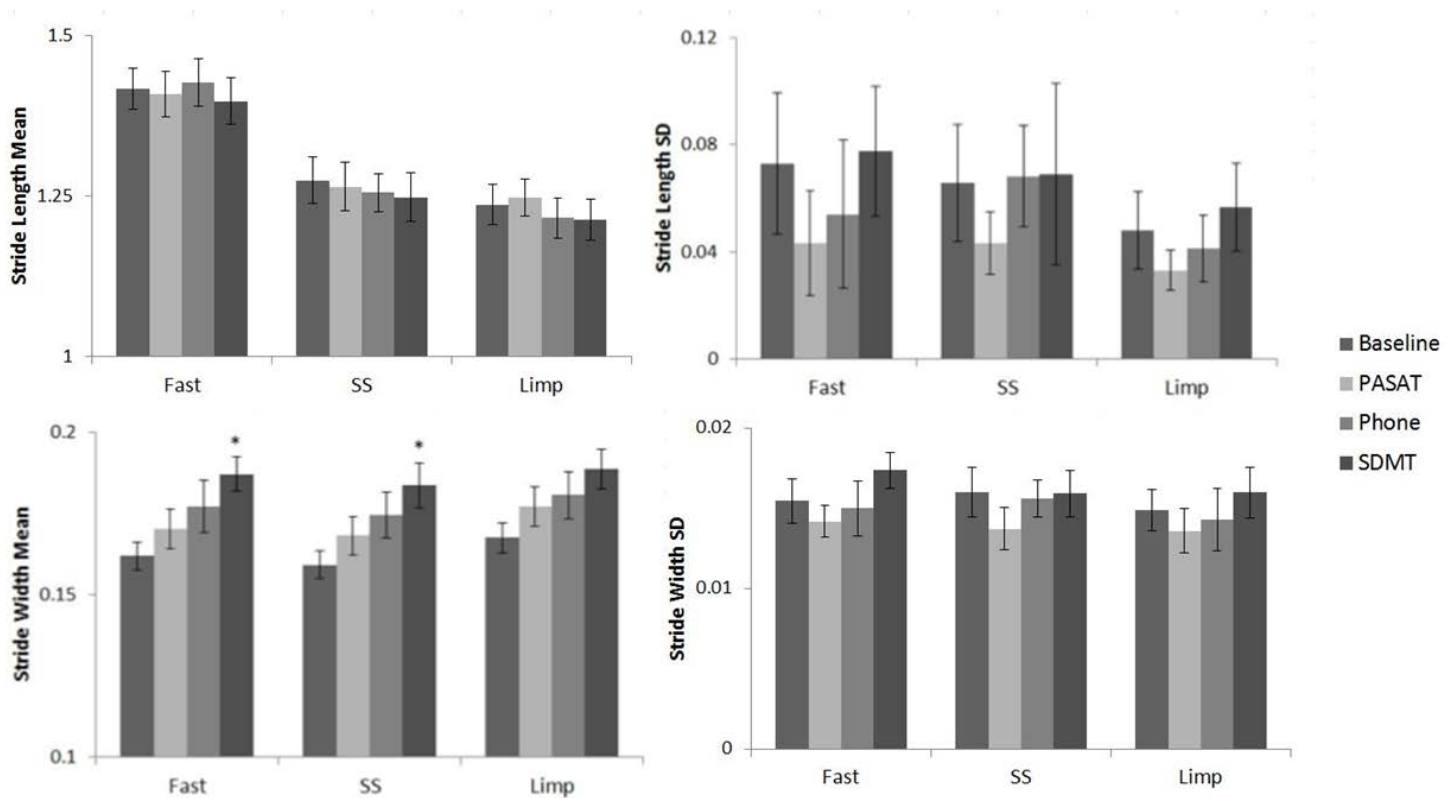 1.5
1.25
1
Stride Length Mean
Fast SS Limp
0.12
0.08
0.04
0
Stride Length SD
Fast SS Limp
Baseline
PASAT
Phone
SDMT
0.2
0.15
0.1
Stride Width Mean
* *
Fast SS Limp
0.02
0.01
0
Stride Width SD
Fast SS Limp